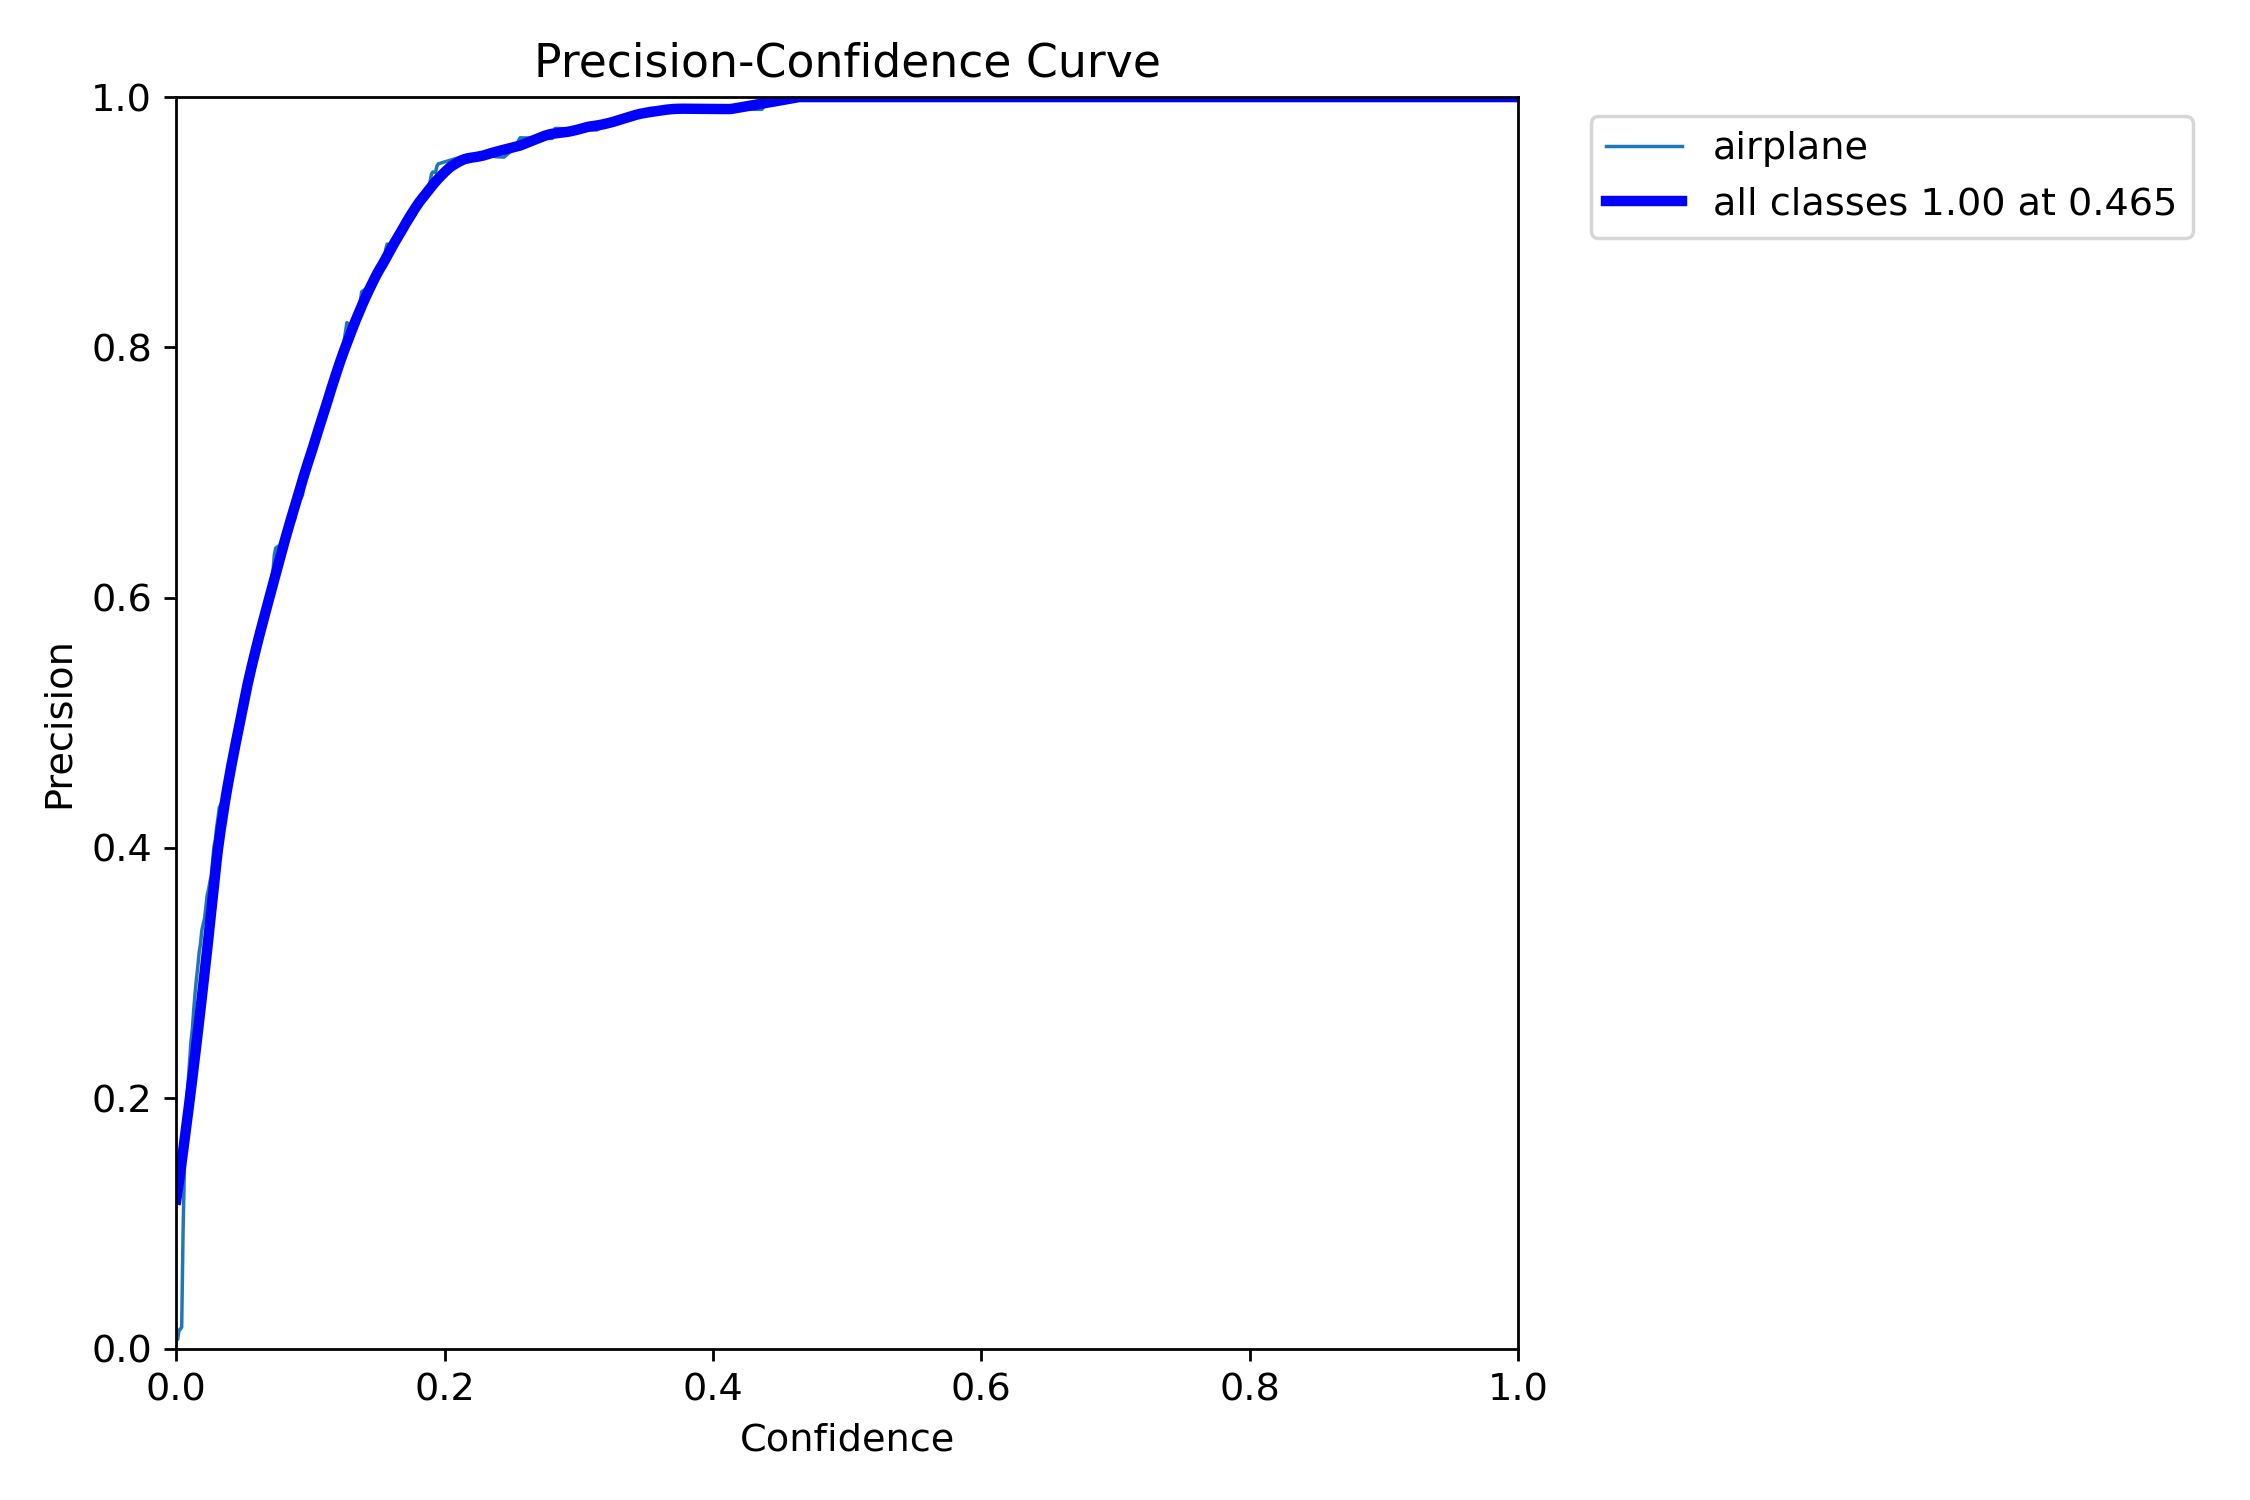 Precision-Confidence Curve
1.0
0.8
0.6
0.4
0.2
0.0
Precision
0.0 0.2 0.4 0.6 0.8 1.0
Confidence
airplane
all classes 1.00 at 0.465